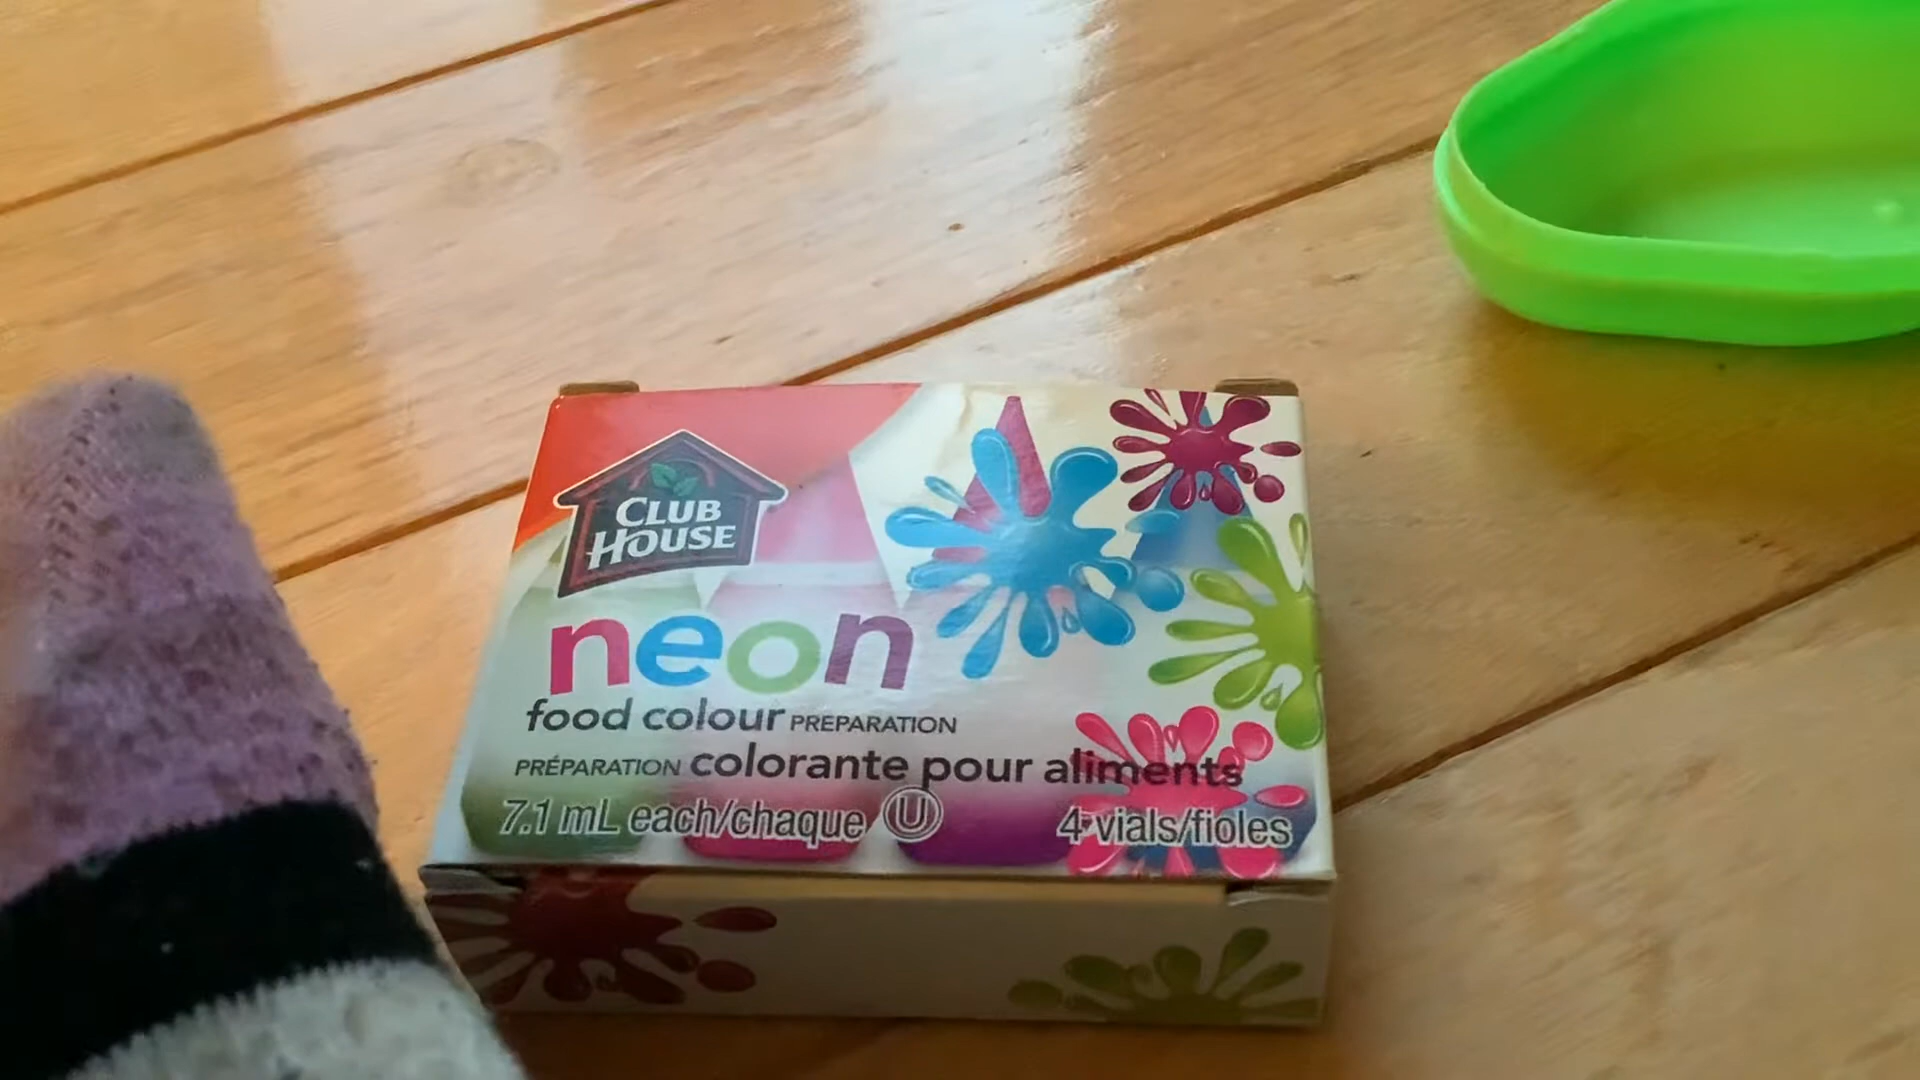 CLUB
HOUSE
neon
food colour PREPARATION
PRÉPARATION colorante pour aliments
7.1 mL each/chaque U 4 vials/fioles